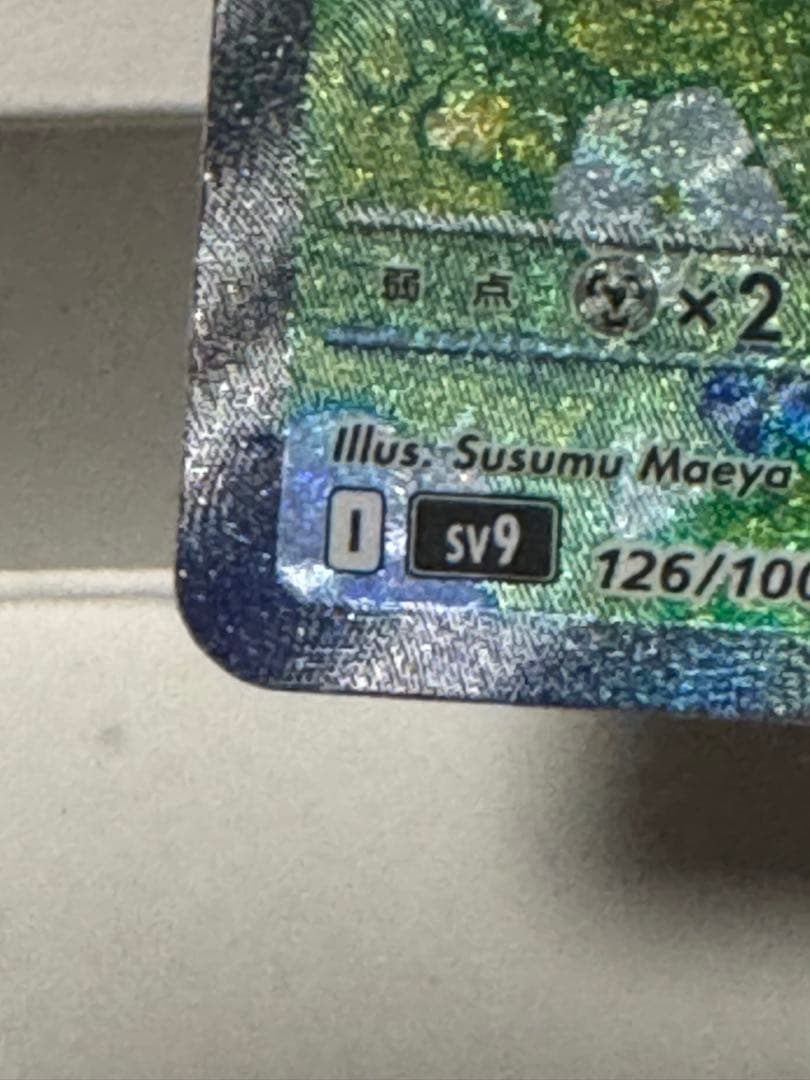 弱 点 ×2
Illus. Susumu Maeya
I sv9 126/100